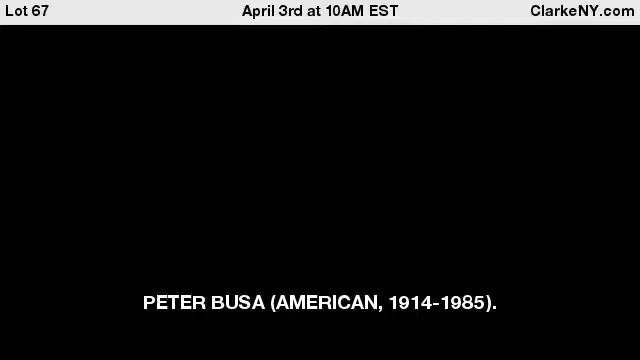 Lot 67 April 3rd at 10AM EST ClarkeNY.com
PETER BUSA (AMERICAN, 1914-1985).